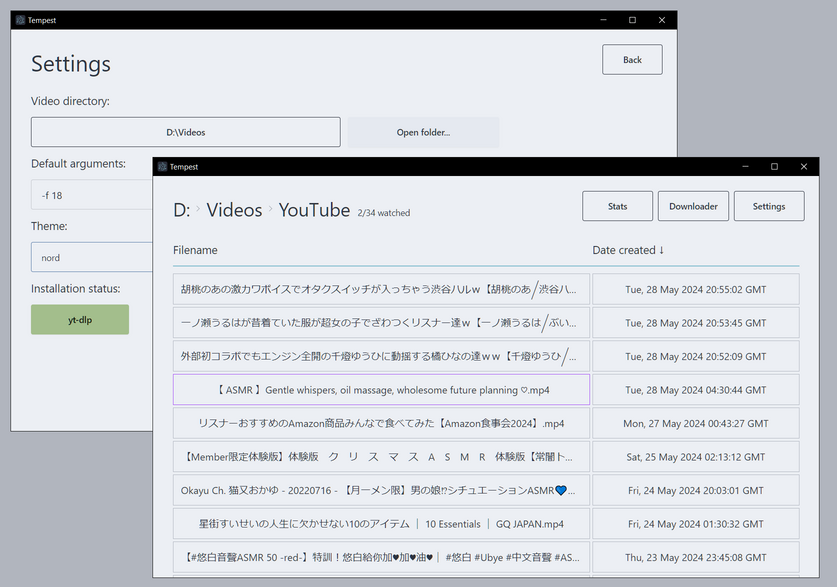 Tempest
Settings
Back
Video directory:
D:\Videos
Open folder...
Default arguments:
-f 18
Theme:
nord
Installation status:
yt-dlp
Tempest
D: › Videos › YouTube 2/34 watched
Stats
Downloader
Settings
Filename
Date created ↓
胡桃のあの激カワボイスでオタクスイッチが入っちゃう渋谷ハルw【胡桃のあ╱渋谷ハ...
Tue, 28 May 2024 20:55:02 GMT
一ノ瀬うるはが昔着ていた服が超女の子でざわつくリスナー達w【一ノ瀬うるは╱ぶい...
Tue, 28 May 2024 20:53:45 GMT
外部初コラボでもエンジン全開の千燈ゆうひに動揺する橘ひなの達ww【千燈ゆうひ╱...
Tue, 28 May 2024 20:52:09 GMT
【 ASMR 】Gentle whispers, oil massage, wholesome future planning ♡.mp4
Tue, 28 May 2024 04:30:44 GMT
リスナーおすすめのAmazon商品みんなで食べてみた【Amazon食事会2024】.mp4
Mon, 27 May 2024 00:43:27 GMT
【Member限定体験版】体験版　ク　リ　ス　マ　ス　A　S　M　R　体験版【常闇ト...
Sat, 25 May 2024 02:13:12 GMT
Okayu Ch. 猫又おかゆ - 20220716 - 【月一メン限】男の娘⁉シチュエーションASMR💙...
Fri, 24 May 2024 20:03:01 GMT
星街すいせいの人生に欠かせない10のアイテム ｜ 10 Essentials ｜ GQ JAPAN.mp4
Fri, 24 May 2024 01:30:32 GMT
【#悠白音聲ASMR 50 -red-】特訓！悠白給你加♥加♥油♥｜ #悠白 #Ubye #中文音聲 #AS...
Thu, 23 May 2024 23:45:08 GMT